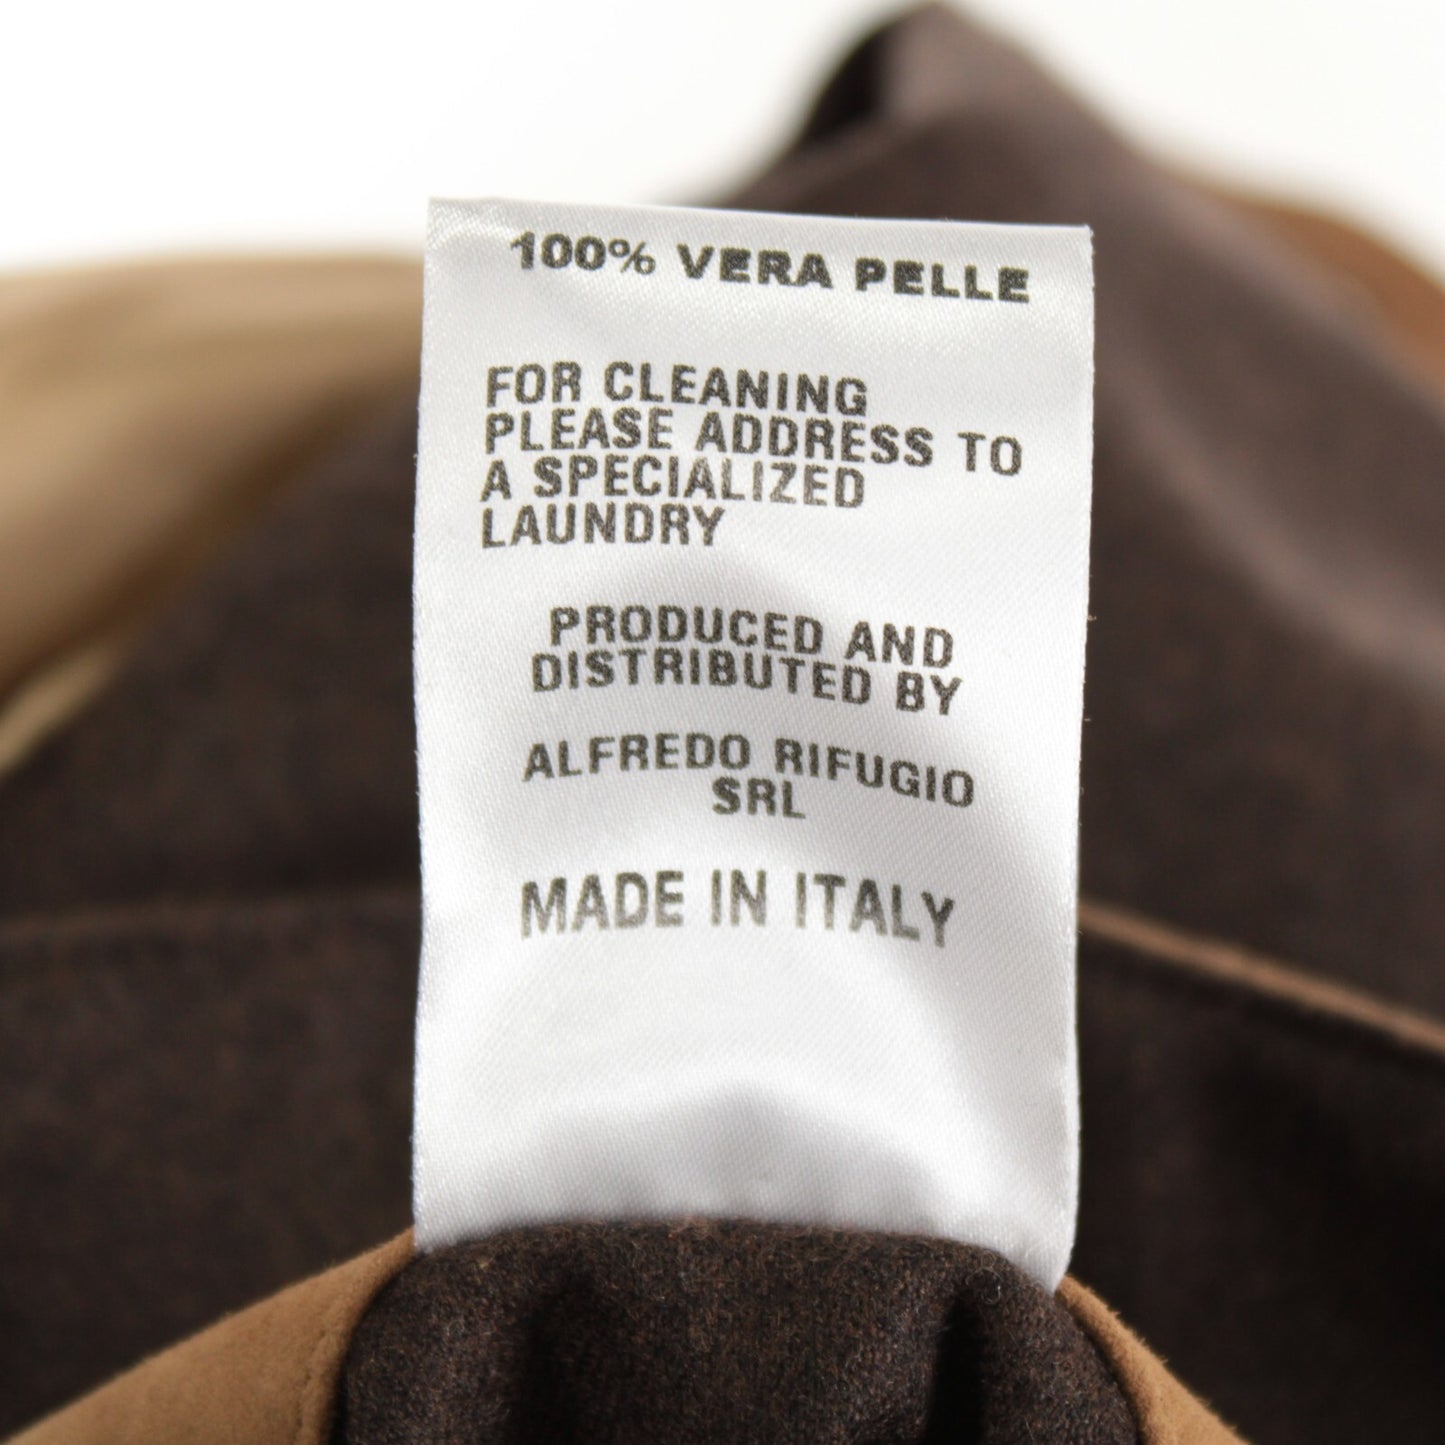 100% VERA PELLE
FOR CLEANING
PLEASE ADDRESS TO
A SPECIALIZED
LAUNDRY
PRODUCED AND
DISTRIBUTED BY
ALFREDO RIFUGIO
SRL
MADE IN ITALY